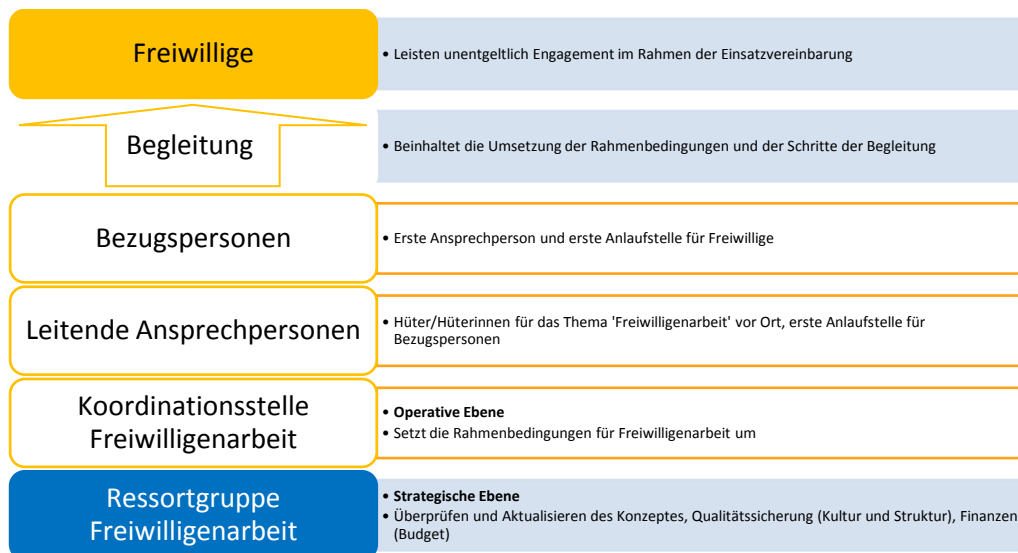 Freiwillige
• Leisten unentgeltlich Engagement im Rahmen der Einsatzvereinbarung
Begleitung
• Beinhaltet die Umsetzung der Rahmenbedingungen und der Schritte der Begleitung
Bezugspersonen
• Erste Ansprechperson und erste Anlaufstelle für Freiwillige
Leitende Ansprechpersonen
• Hüter/Hüterinnen für das Thema 'Freiwilligenarbeit' vor Ort, erste Anlaufstelle für
Bezugspersonen
Koordinationsstelle
Freiwilligenarbeit
• Operative Ebene
• Setzt die Rahmenbedingungen für Freiwilligenarbeit um
Ressortgruppe
Freiwilligenarbeit
• Strategische Ebene
• Überprüfen und Aktualisieren des Konzeptes, Qualitätssicherung (Kultur und Struktur), Finanzen
(Budget)